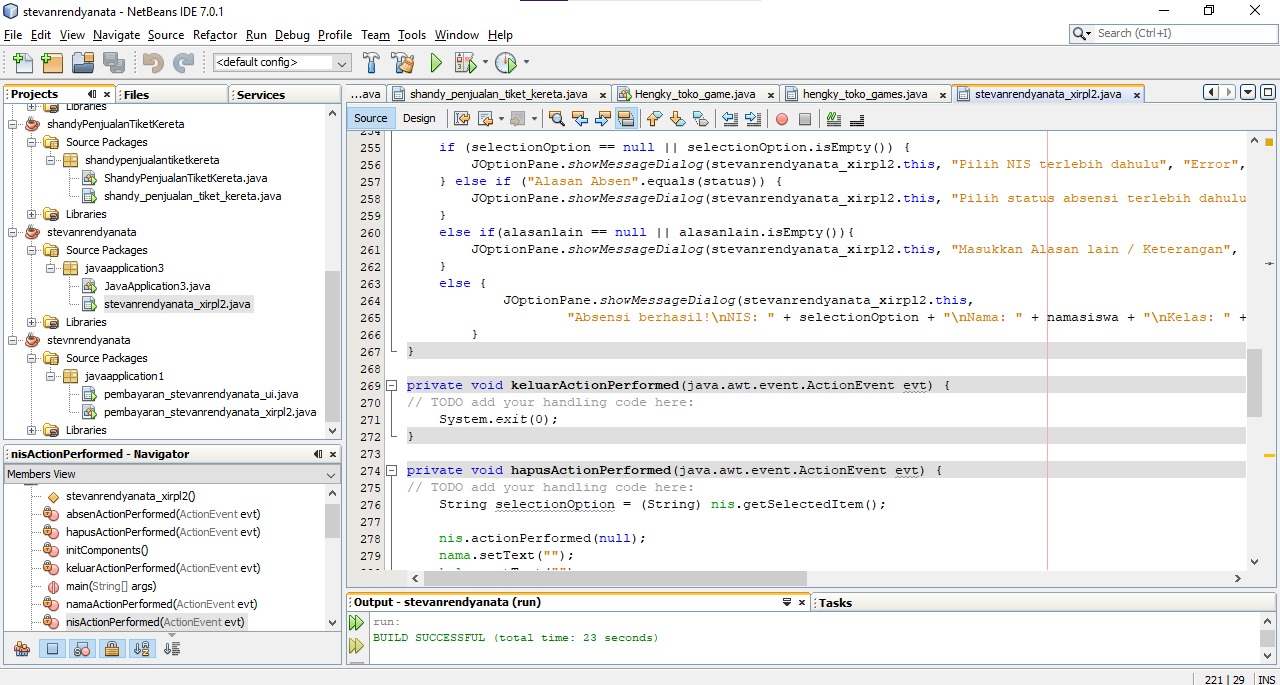 stevanrendyanata - NetBeans IDE 7.0.1
File Edit View Navigate Source Refactor Run Debug Profile Team Tools Window Help
Search (Ctrl+I)
<default config>
Projects
Files
Services
Libraries
shandyPenjualanTiketKereta
Source Packages
shandypenjualantiketkereta
ShandyPenjualanTiketKereta.java
shandy_penjualan_tiket_kereta.java
Libraries
stevanrendyanata
Source Packages
javaapplication3
JavaApplication3.java
stevanrendyanata_xirpl2.java
Libraries
stevnrendyanata
Source Packages
javaapplication1
pembayaran_stevanrendyanata_ui.java
pembayaran_stevanrendyanata_xirpl2.java
Libraries
nisActionPerformed - Navigator
Members View
stevanrendyanata_xirpl2()
absenActionPerformed(ActionEvent evt)
hapusActionPerformed(ActionEvent evt)
initComponents()
keluarActionPerformed(ActionEvent evt)
main(String[] args)
namaActionPerformed(ActionEvent evt)
nisActionPerformed(ActionEvent evt)
...ava shandy_penjualan_tiket_kereta.java Hengky_toko_game.java hengky_toko_games.java stevanrendyanata_xirpl2.java
Source Design
254
255 if (selectionOption == null || selectionOption.isEmpty()) {
256 JOptionPane.showMessageDialog(stevanrendyanata_xirpl2.this, "Pilih NIS terlebih dahulu", "Error",
257 } else if ("Alasan Absen".equals(status)) {
258 JOptionPane.showMessageDialog(stevanrendyanata_xirpl2.this, "Pilih status absensi terlebih dahulu
259 }
260 else if(alasanlain == null || alasanlain.isEmpty()){
261 JOptionPane.showMessageDialog(stevanrendyanata_xirpl2.this, "Masukkan Alasan lain / Keterangan",
262 }
263 else {
264 JOptionPane.showMessageDialog(stevanrendyanata_xirpl2.this,
265 "Absensi berhasil!\nNIS: " + selectionOption + "\nNama: " + namasiswa + "\nKelas: " +
266 }
267 }
268
269 private void keluarActionPerformed(java.awt.event.ActionEvent evt) {
270 // TODO add your handling code here:
271 System.exit(0);
272 }
273
274 private void hapusActionPerformed(java.awt.event.ActionEvent evt) {
275 // TODO add your handling code here:
276 String selectionOption = (String) nis.getSelectedItem();
277
278 nis.actionPerformed(null);
279 nama.setText("");
Output - stevanrendyanata (run)
Tasks
run:
BUILD SUCCESSFUL (total time: 23 seconds)
221 | 29 INS